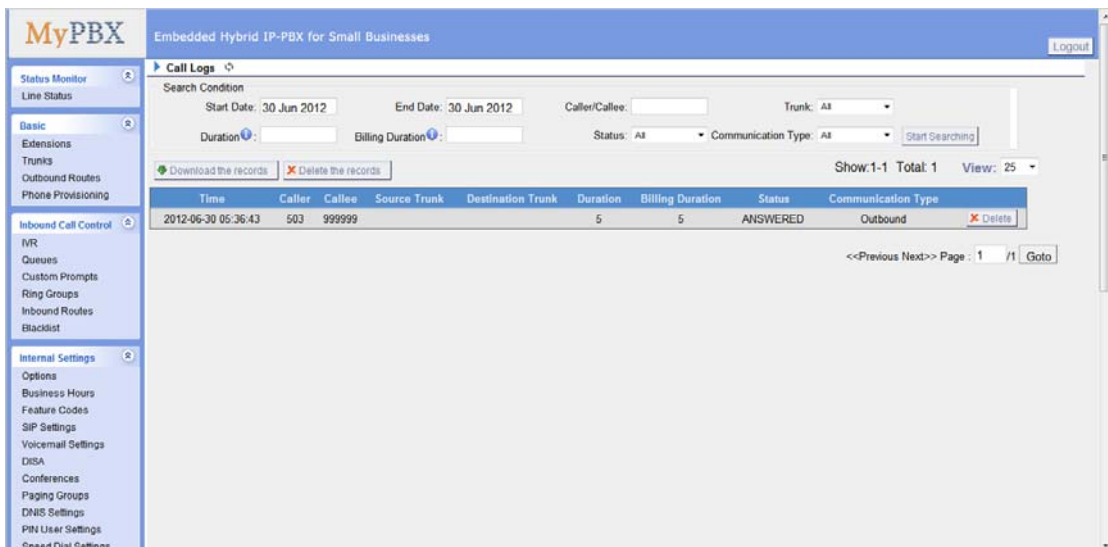 MyPBX
Embedded Hybrid IP-PBX for Small Businesses
Logout
Status Monitor
Line Status
Basic
Extensions
Trunks
Outbound Routes
Phone Provisioning
Inbound Call Control
IVR
Queues
Custom Prompts
Ring Groups
Inbound Routes
Blacklist
Internal Settings
Options
Business Hours
Feature Codes
SIP Settings
Voicemail Settings
DISA
Conferences
Paging Groups
DNIS Settings
PIN User Settings
Speed Dial Settings
Call Logs
Search Condition
Start Date: 30 Jun 2012 End Date: 30 Jun 2012 Caller/Callee: Trunk: All
Duration: Billing Duration: Status: All Communication Type: All Start Searching
Download the records Delete the records Show:1-1 Total: 1 View: 25
Time Caller Callee Source Trunk Destination Trunk Duration Billing Duration Status Communication Type
2012-06-30 05:36:43 503 999999 5 5 ANSWERED Outbound Delete
<<Previous Next>> Page : 1 /1 Goto